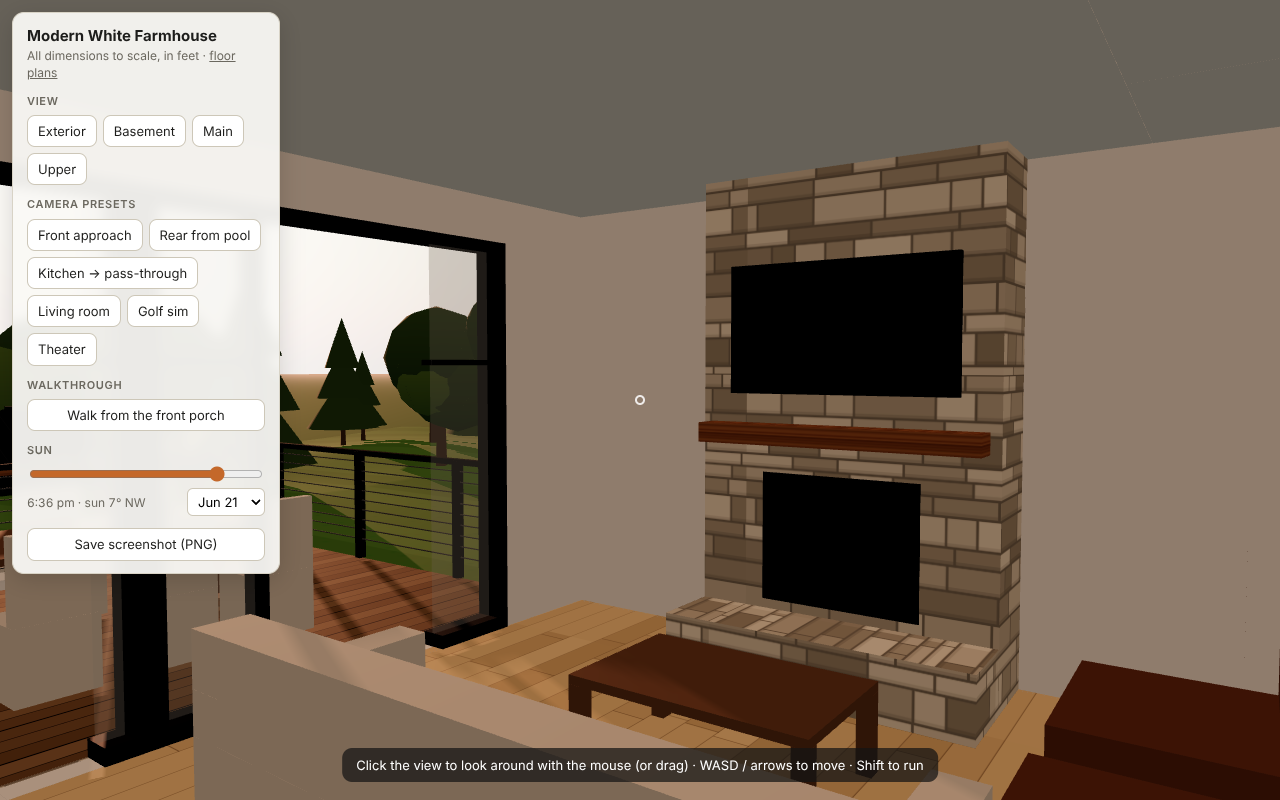 Modern White Farmhouse
All dimensions to scale, in feet · floor
plans
VIEW
Exterior
Basement
Main
Upper
CAMERA PRESETS
Front approach
Rear from pool
Kitchen → pass-through
Living room
Golf sim
Theater
WALKTHROUGH
Walk from the front porch
SUN
6:36 pm · sun 7° NW
Jun 21
Save screenshot (PNG)
Click the view to look around with the mouse (or drag) · WASD / arrows to move · Shift to run